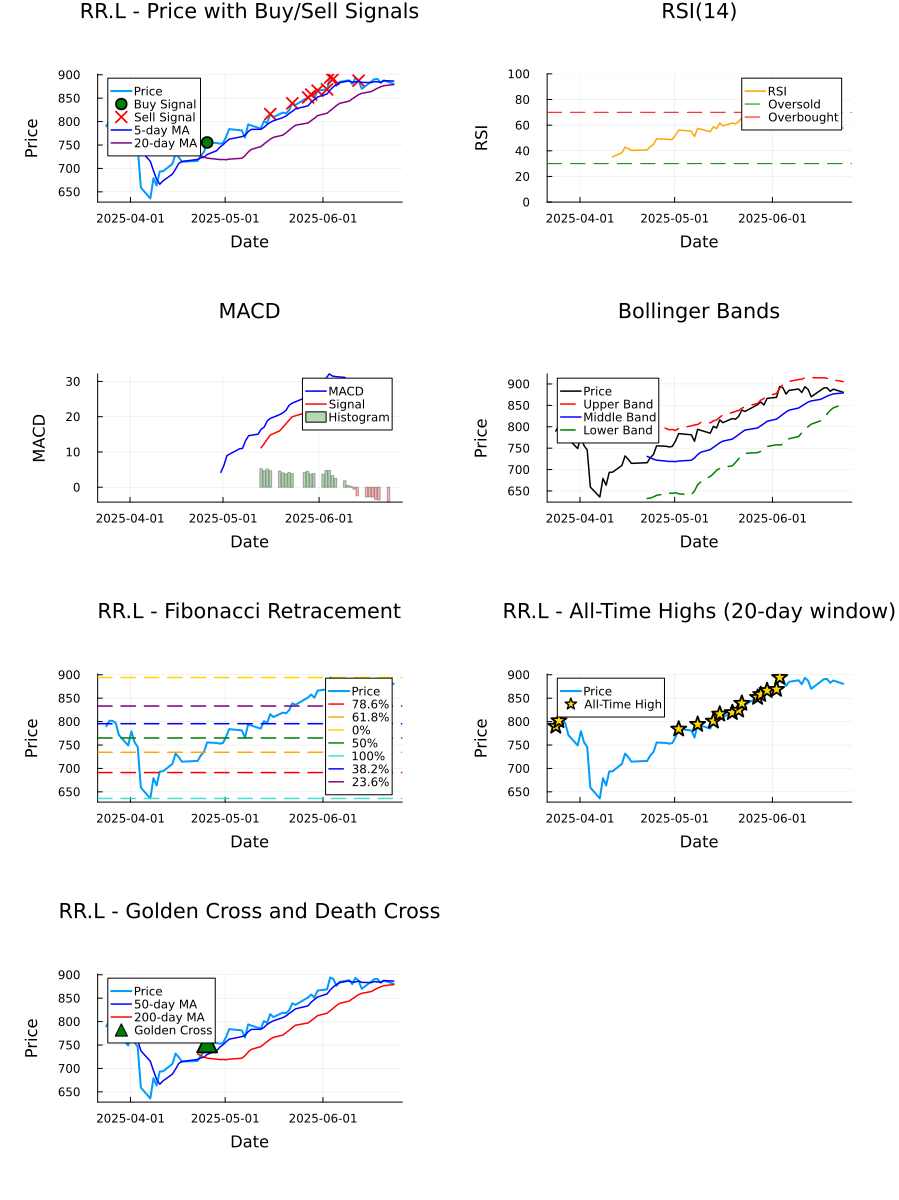 RR.L - Price with Buy/Sell Signals
900
850
800
750
700
650
Price
Price
Buy Signal
Sell Signal
5-day MA
20-day MA
2025-04-01
2025-05-01
2025-06-01
Date
RSI(14)
100
80
60
40
20
0
RSI
RSI
Oversold
Overbought
2025-04-01
2025-05-01
2025-06-01
Date
MACD
30
20
10
0
MACD
MACD
Signal
Histogram
2025-04-01
2025-05-01
2025-06-01
Date
Bollinger Bands
900
850
800
750
700
650
Price
Price
Upper Band
Middle Band
Lower Band
2025-04-01
2025-05-01
2025-06-01
Date
RR.L - Fibonacci Retracement
900
850
800
750
700
650
Price
Price
78.6%
61.8%
0%
50%
100%
38.2%
23.6%
2025-04-01
2025-05-01
2025-06-01
Date
RR.L - All-Time Highs (20-day window)
900
850
800
750
700
650
Price
Price
All-Time High
2025-04-01
2025-05-01
2025-06-01
Date
RR.L - Golden Cross and Death Cross
900
850
800
750
700
650
Price
Price
50-day MA
200-day MA
Golden Cross
2025-04-01
2025-05-01
2025-06-01
Date